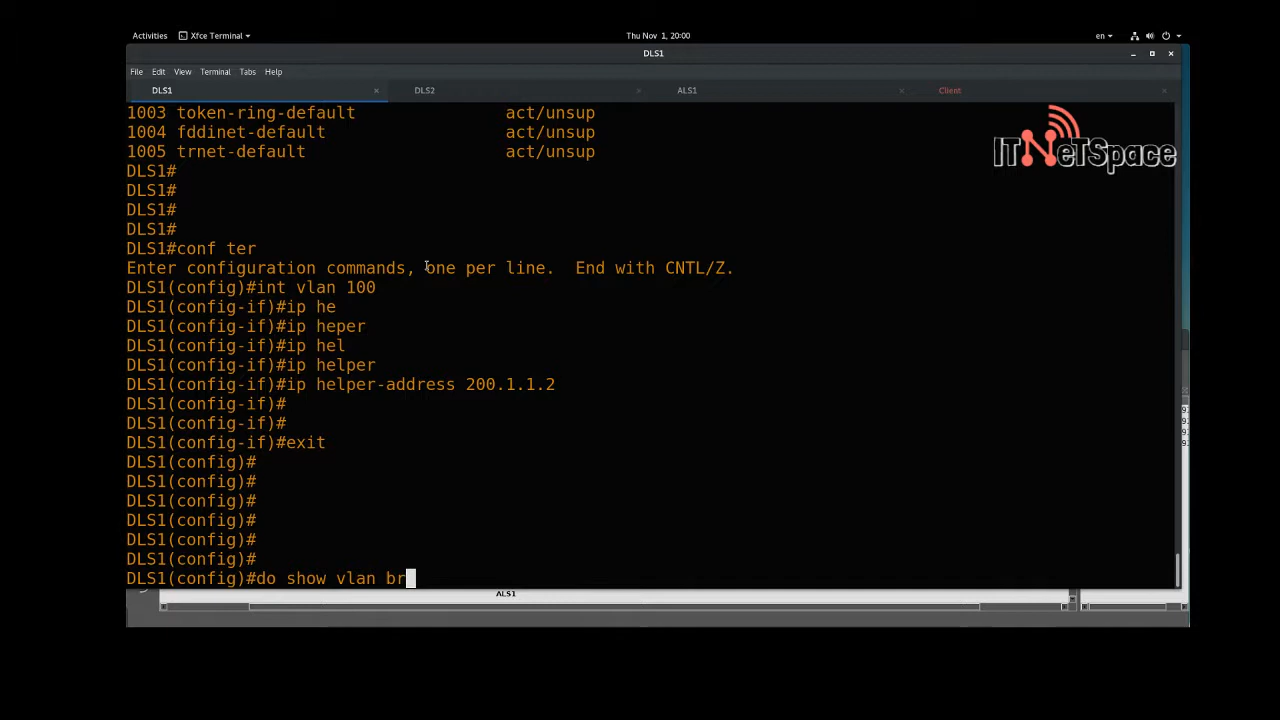 Activities
Xfce Terminal
Thu Nov 1, 20:00
en
DLS1
File Edit View Terminal Tabs Help
DLS1
DLS2
ALS1
Client
1003 token-ring-default act/unsup
1004 fddinet-default act/unsup
1005 trnet-default act/unsup
ITNeTSpace
DLS1#
DLS1#
DLS1#
DLS1#
DLS1#conf ter
Enter configuration commands, one per line. End with CNTL/Z.
DLS1(config)#int vlan 100
DLS1(config-if)#ip he
DLS1(config-if)#ip heper
DLS1(config-if)#ip hel
DLS1(config-if)#ip helper
DLS1(config-if)#ip helper-address 200.1.1.2
DLS1(config-if)#
DLS1(config-if)#
DLS1(config-if)#exit
DLS1(config)#
DLS1(config)#
DLS1(config)#
DLS1(config)#
DLS1(config)#
DLS1(config)#
DLS1(config)#do show vlan br
ALS1